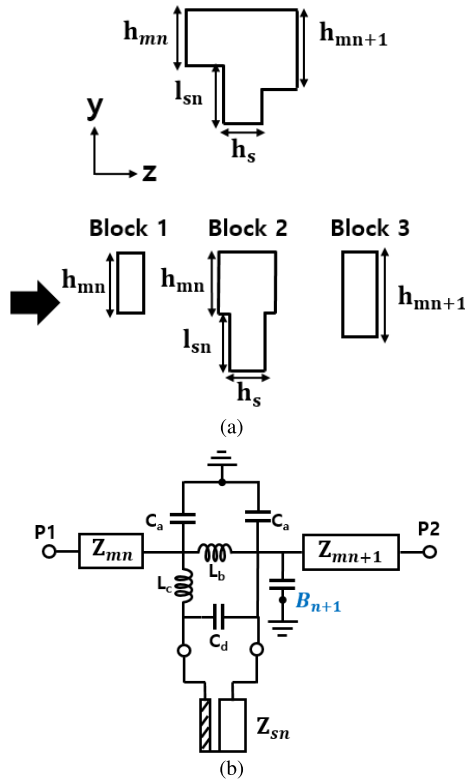 h_mn
h_mn+1
l_sn
h_s
y
z
Block 1 Block 2 Block 3
h_mn
h_mn
h_mn+1
l_sn
h_s
(a)
P1
C_a
C_a
P2
Z_mn
L_b
Z_mn+1
L_c
B_n+1
C_d
Z_sn
(b)